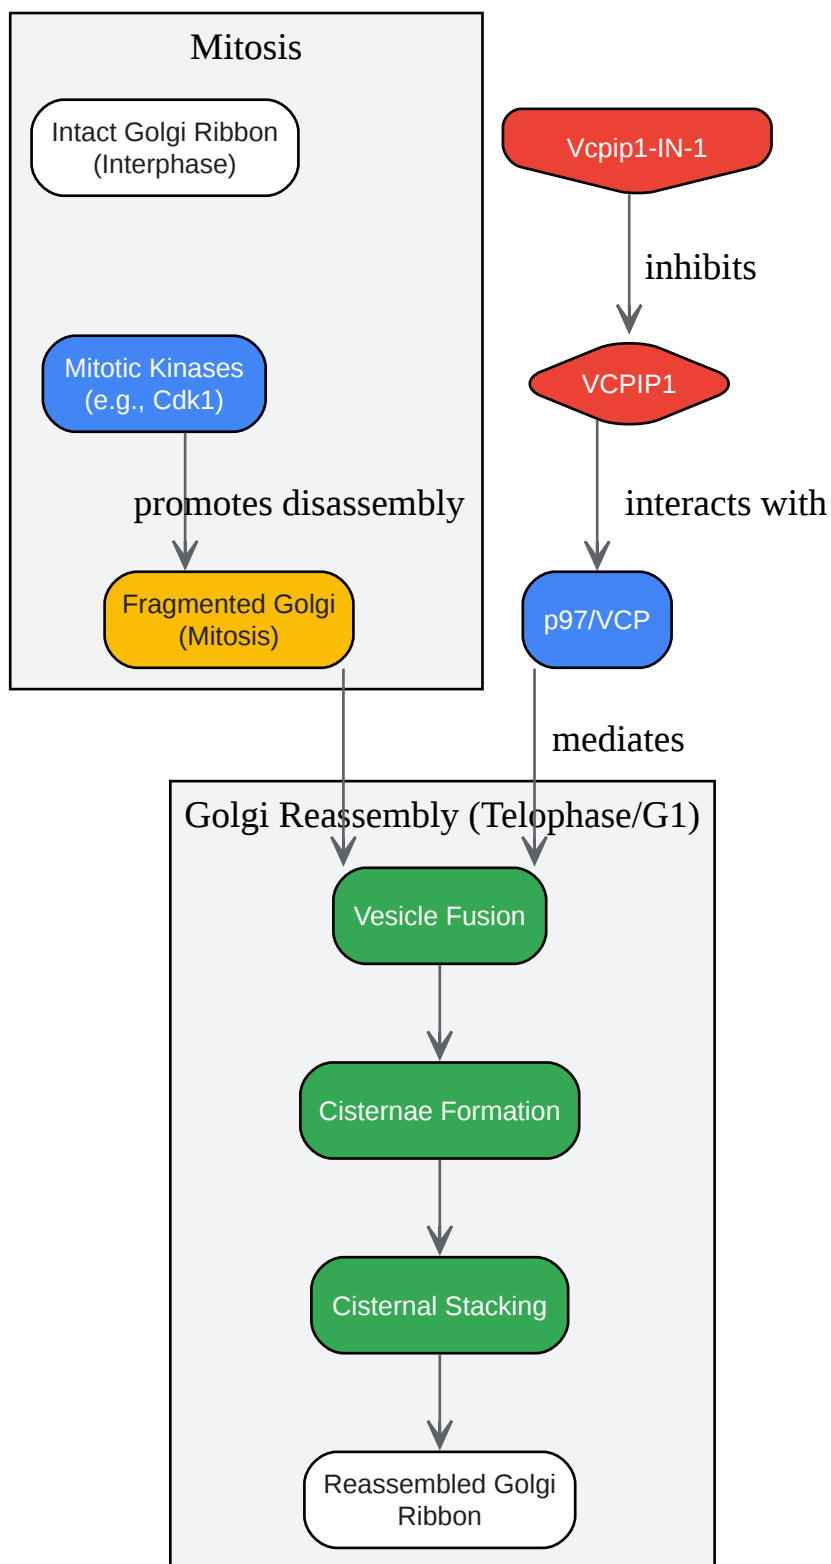 Mitosis
Intact Golgi Ribbon
(Interphase)
Vcpip1-IN-1
inhibits
Mitotic Kinases
(e.g., Cdk1)
VCPIP1
promotes disassembly
interacts with
Fragmented Golgi
(Mitosis)
p97/VCP
mediates
Golgi Reassembly (Telophase/G1)
Vesicle Fusion
Cisternae Formation
Cisternal Stacking
Reassembled Golgi
Ribbon